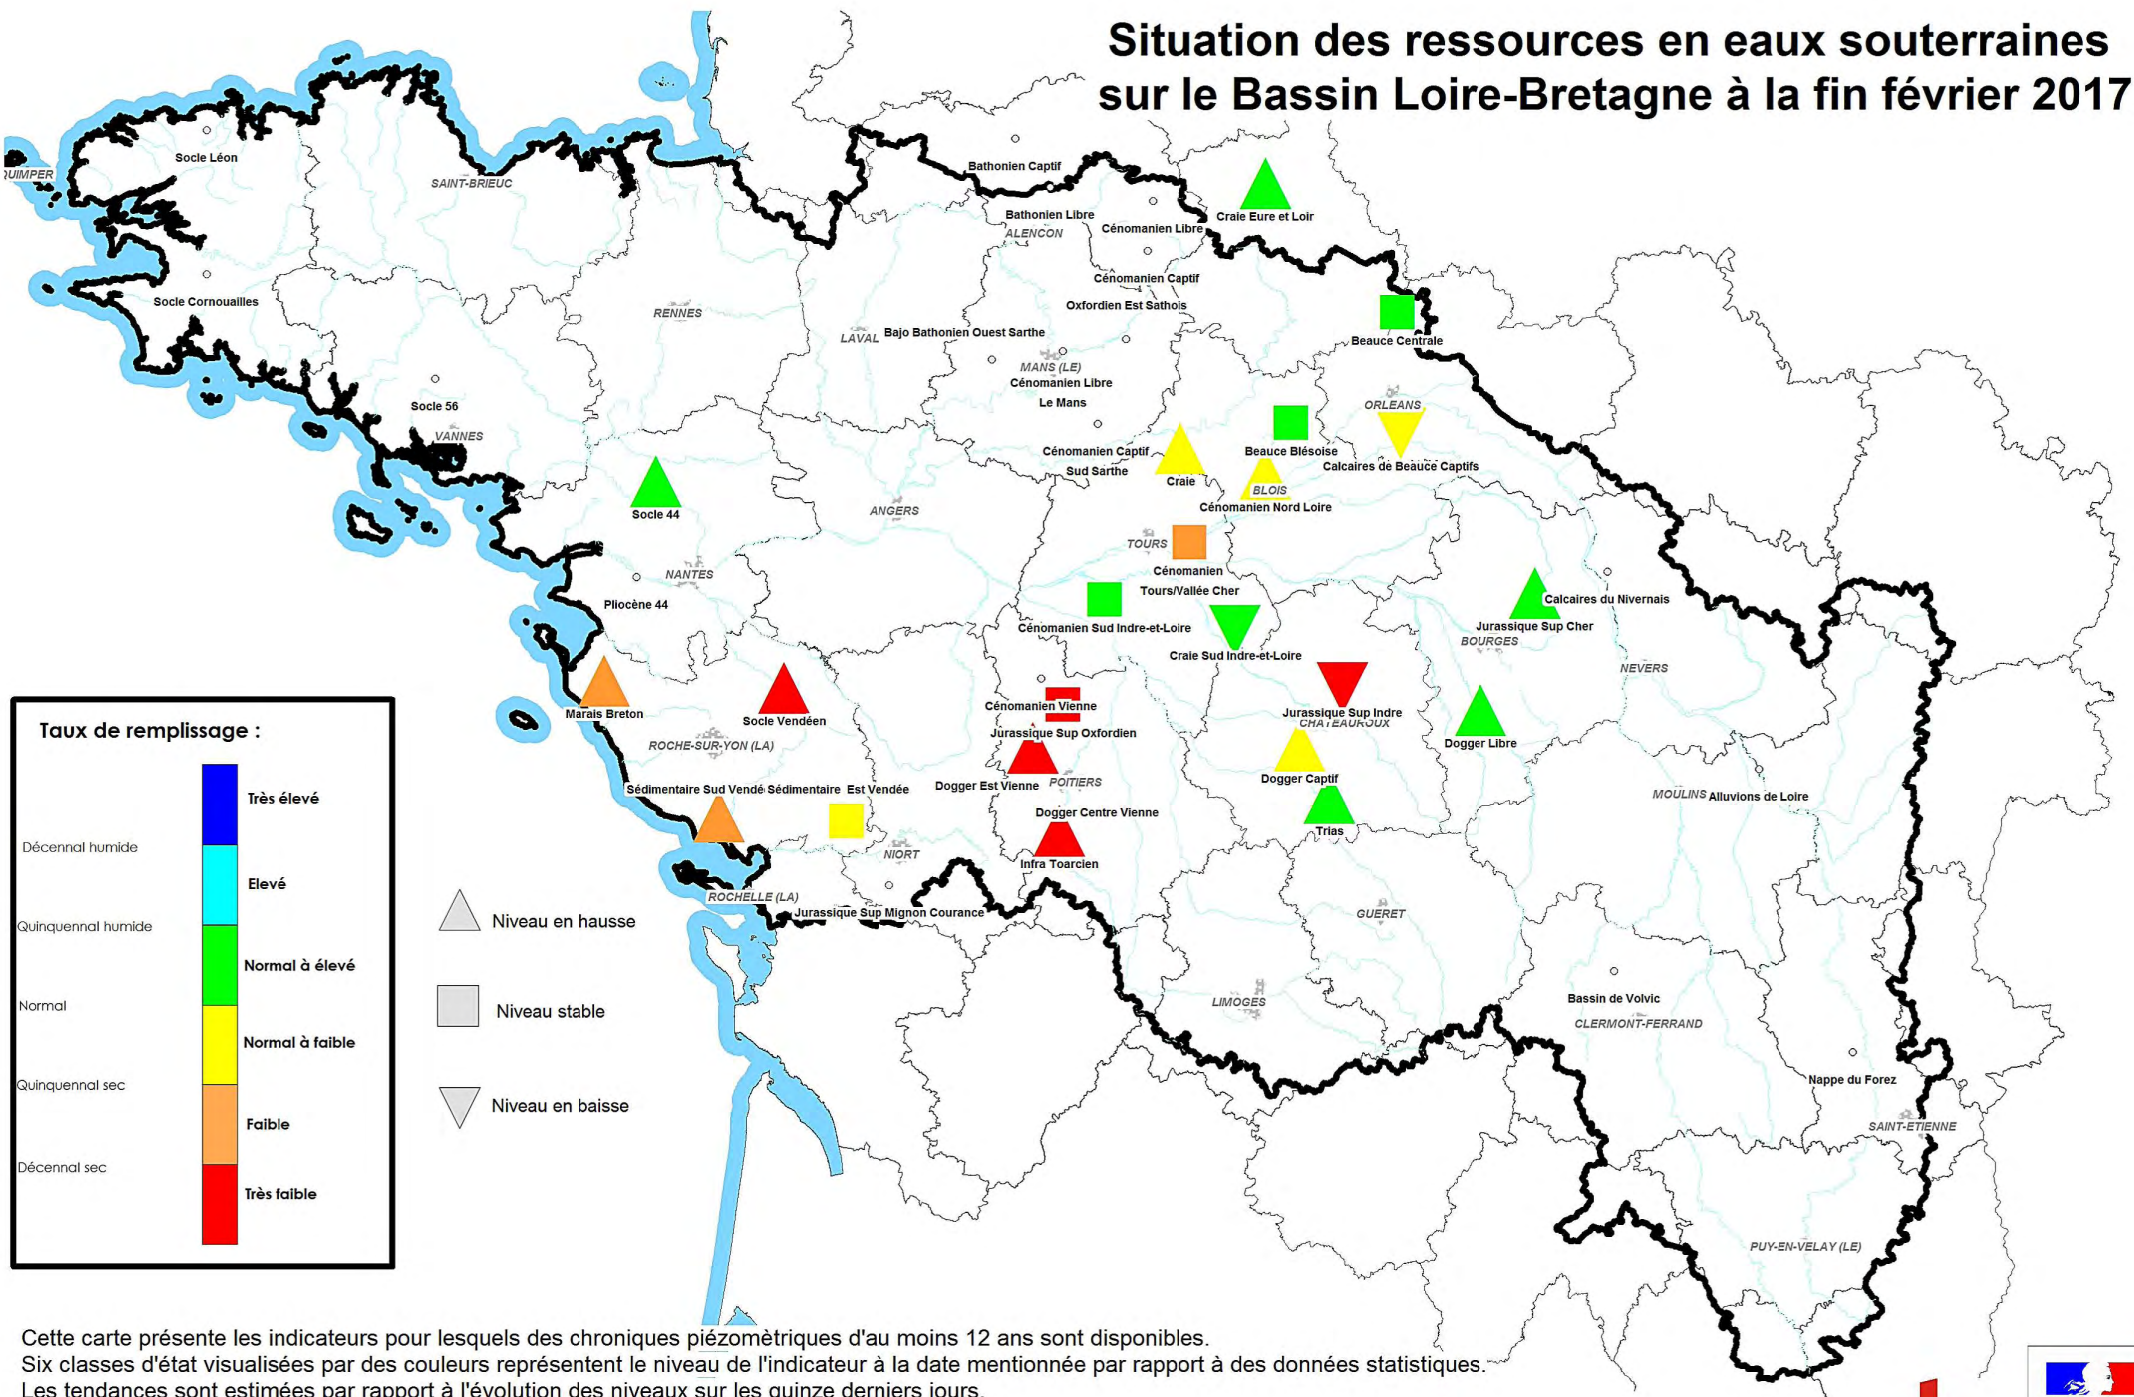 Situation des ressources en eaux souterraines
sur le Bassin Loire-Bretagne à la fin février 2017
Socle Léon
QUIMPER
SAINT-BRIEUC
Bathonien Captif
Bathonien Libre
ALENCON
Cénomanien Libre
Craie Eure et Loir
Cénomanien Captif
Socle Cornouailles
Oxfordien Est Sathois
RENNES
LAVAL
Bajo Bathonien Ouest Sarthe
Beauce Centrale
MANS (LE)
Cénomanien Libre
Le Mans
Socle 56
VANNES
ORLEANS
Cénomanien Captif
Sud Sarthe
Beauce Blésoise
Calcaires de Beauce Captifs
Craie
BLOIS
Cénomanien Nord Loire
Socle 44
ANGERS
TOURS
Cénomanien
Tours/Vallée Cher
NANTES
Pliocène 44
Calcaires du Nivernais
Cénomanien Sud Indre-et-Loire
Jurassique Sup Cher
BOURGES
Craie Sud Indre-et-Loire
NEVERS
Marais Breton
Socle Vendéen
Cénomanien Vienne
Jurassique Sup Indre
CHATEAUROUX
Jurassique Sup Oxfordien
Dogger Libre
ROCHE-SUR-YON (LA)
Dogger Captif
POITIERS
Dogger Est Vienne
Sédimentaire Sud Vendé
Sédimentaire Est Vendée
MOULINS
Alluvions de Loire
Dogger Centre Vienne
Trias
NIORT
Infra Toarcien
ROCHELLE (LA)
Jurassique Sup Mignon Courance
GUERET
LIMOGES
Bassin de Volvic
CLERMONT-FERRAND
Nappe du Forez
SAINT-ETIENNE
PUY-EN-VELAY (LE)
Taux de remplissage :
Très élevé
Décennal humide
Elevé
Quinquennal humide
Normal à élevé
Normal
Normal à faible
Quinquennal sec
Faible
Décennal sec
Très faible
Niveau en hausse
Niveau stable
Niveau en baisse
Cette carte présente les indicateurs pour lesquels des chroniques piézomètriques d'au moins 12 ans sont disponibles.
Six classes d'état visualisées par des couleurs représentent le niveau de l'indicateur à la date mentionnée par rapport à des données statistiques.
Les tendances sont estimées par rapport à l'évolution des niveaux sur les quinze derniers jours.